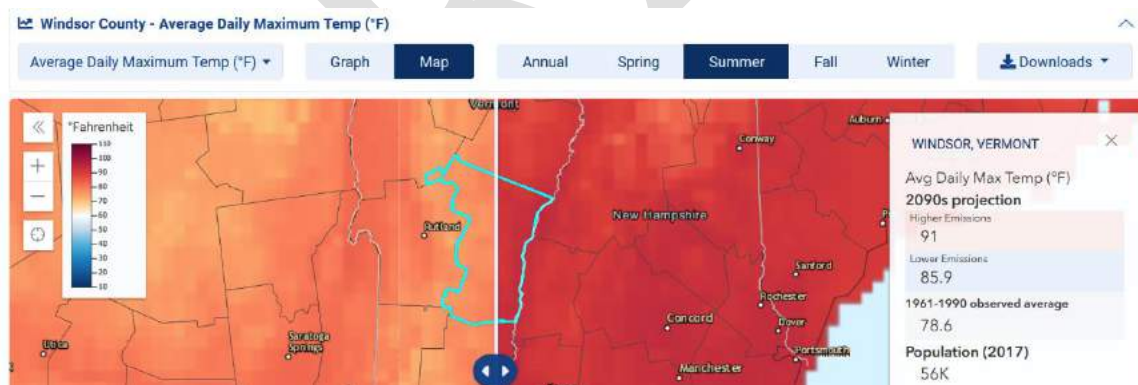 Windsor County - Average Daily Maximum Temp (°F)
Average Daily Maximum Temp (°F) Graph Map Annual Spring Summer Fall Winter Downloads
Vermont
Auburn
°Fahrenheit
110
100
90
80
70
60
50
40
30
20
10
Conway
Rutland
New Hampshire
Sanford
Rochester
Concord
Dover
Utica
Saratoga
Springs
Portsmouth
Manchester
WINDSOR, VERMONT
Avg Daily Max Temp (°F)
2090s projection
Higher Emissions
91
Lower Emissions
85.9
1961-1990 observed average
78.6
Population (2017)
56K